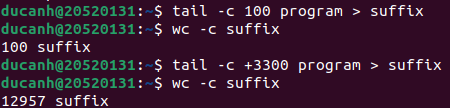 ducanh@20520131:~$ tail -c 100 program > suffix
ducanh@20520131:~$ wc -c suffix
100 suffix
ducanh@20520131:~$ tail -c +3300 program > suffix
ducanh@20520131:~$ wc -c suffix
12957 suffix